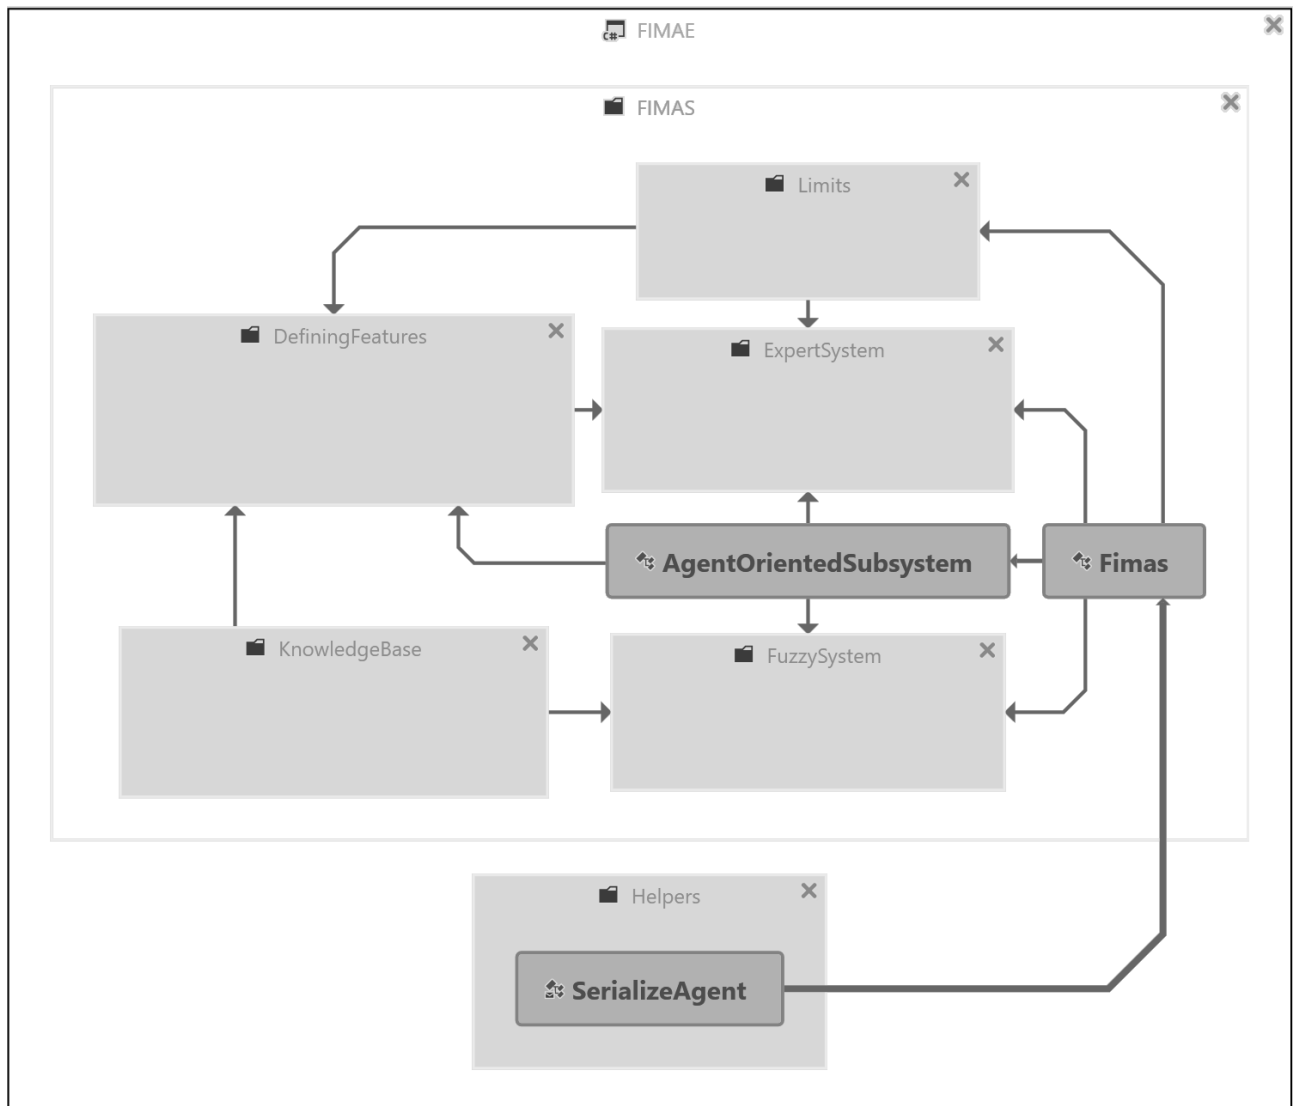 C# FIMAE
FIMAS
Limits
DefiningFeatures
ExpertSystem
AgentOrientedSubsystem
Fimas
KnowledgeBase
FuzzySystem
Helpers
SerializeAgent